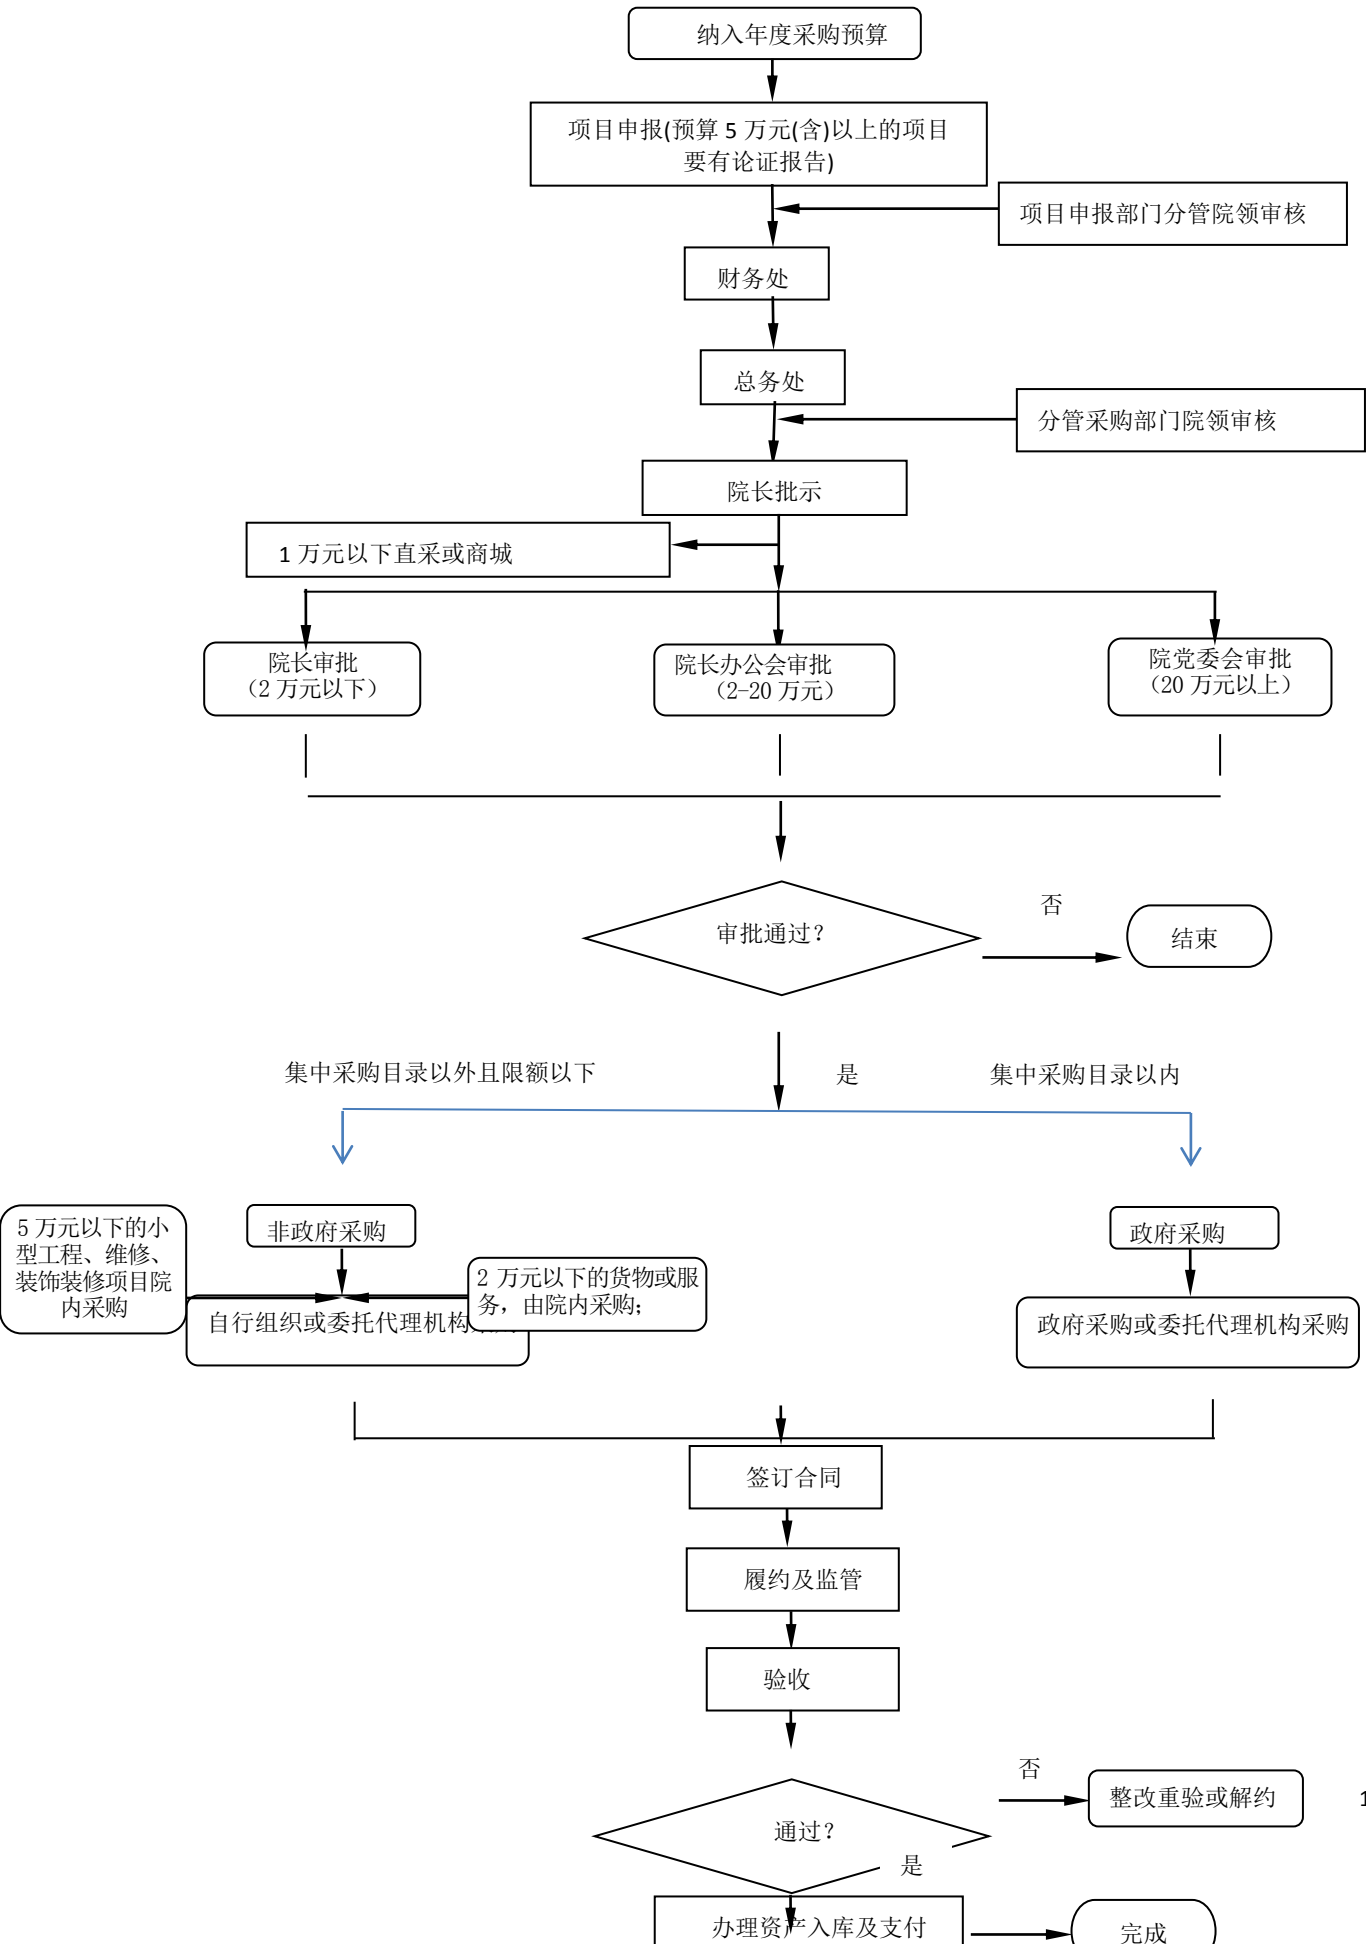 纳入年度采购预算
项目申报(预算 5 万元(含)以上的项目
要有论证报告)
项目申报部门分管院领审核
财务处
总务处
分管采购部门院领审核
院长批示
1 万元以下直采或商城
院长审批
（2 万元以下）
院长办公会审批
（2-20 万元）
院党委会审批
（20 万元以上）
审批通过？
否
结束
集中采购目录以外且限额以下
是
集中采购目录以内
5 万元以下的小
型工程、维修、
装饰装修项目院
内采购
非政府采购
2 万元以下的货物或服
务，由院内采购；
政府采购
自行组织或委托代理机构
政府采购或委托代理机构采购
签订合同
履约及监管
验收
否
整改重验或解约
1
通过？
是
办理资产入库及支付
完成